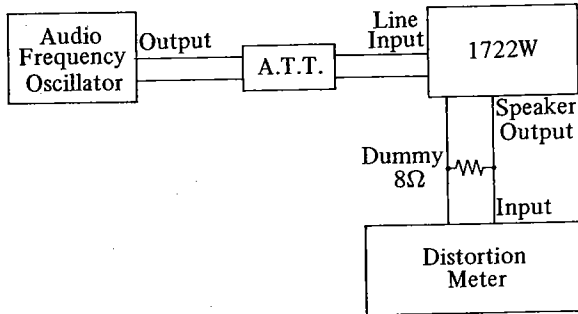 Audio
Frequency
Oscillator
Output
A.T.T.
Line
Input
1722W
Speaker
Output
Dummy
8Ω
Input
Distortion
Meter